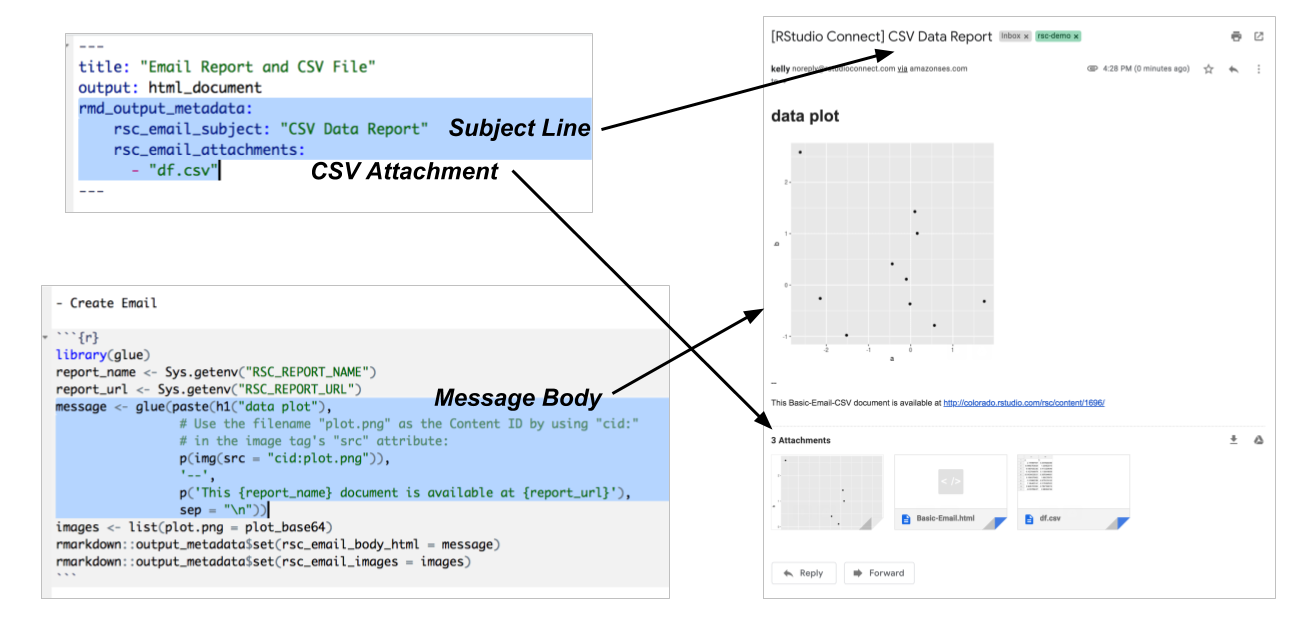 ---
title: "Email Report and CSV File"
output: html_document
rmd_output_metadata:
    rsc_email_subject: "CSV Data Report"
    rsc_email_attachments:
      - "df.csv"
---
Subject Line
CSV Attachment
- Create Email
```{r}
library(glue)
report_name <- Sys.getenv("RSC_REPORT_NAME")
report_url <- Sys.getenv("RSC_REPORT_URL")
message <- glue(paste(h1("data plot"),
                # Use the filename "plot.png" as the Content ID by using "cid:"
                # in the image tag's "src" attribute:
                p(img(src = "cid:plot.png")),
                '--',
                p('This {report_name} document is available at {report_url}'),
                sep = "\n"))
images <- list(plot.png = plot_base64)
rmarkdown::output_metadata$set(rsc_email_body_html = message)
rmarkdown::output_metadata$set(rsc_email_images = images)
```
Message Body
[RStudio Connect] CSV Data Report Inbox x rsc-demo x
kelly noreply@rstudioconnect.com via amazonses.com 4:28 PM (0 minutes ago)
data plot
2-
1-
b
0-
-1-
-2 -1 0 1
a
--
This Basic-Email-CSV document is available at http://colorado.rstudio.com/rsc/content/1696/
3 Attachments
</>
Basic-Email.html
df.csv
Reply Forward